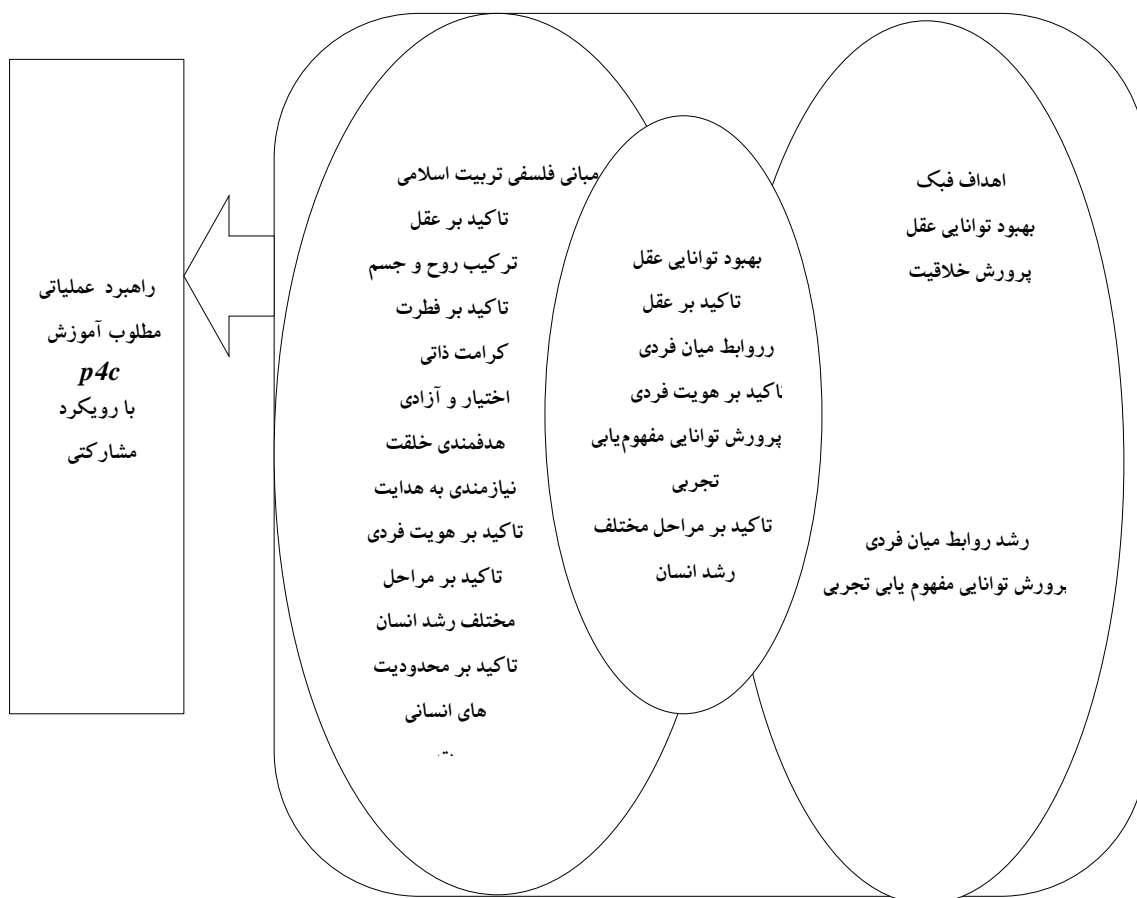 اهداف فبک
بهبود توانایی عقل
پرورش خلاقیت
رشد روابط میان فردی
پرورش توانایی مفهوم یابی تجربی
بهبود توانایی عقل
تاکید بر عقل
رروابط میان فردی
تاکید بر هویت فردی
پرورش توانایی مفهوم‌یابی
تجربی
تاکید بر مراحل مختلف
رشد انسان
مبانی فلسفی تربیت اسلامی
تاکید بر عقل
ترکیب روح و جسم
تاکید بر فطرت
کرامت ذاتی
اختیار و آزادی
هدفمندی خلقت
نیازمندی به هدایت
تاکید بر هویت فردی
تاکید بر مراحل
مختلف رشد انسان
تاکید بر محدودیت
های انسانی
راهبرد عملیاتی
مطلوب آموزش
p4c
با رویکرد
مشارکتی